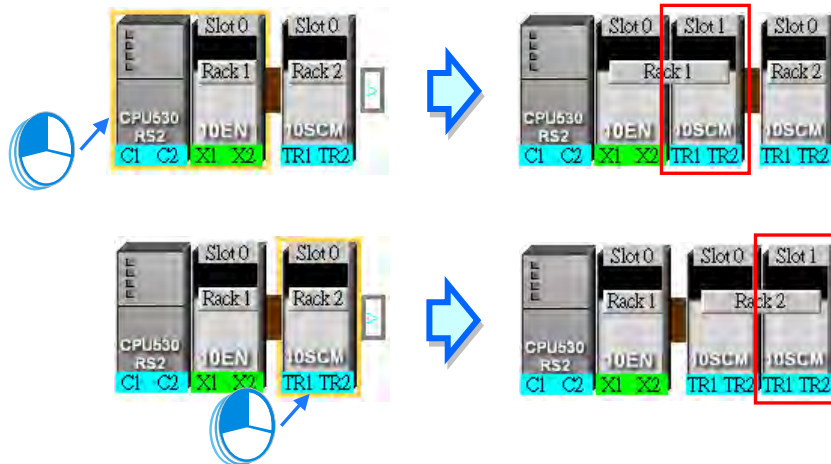 Slot 0 Slot 0
Rack 1 Rack 2
>
CPU530
RS2 10EN 10SCM
C1 C2 X1 X2 TR1 TR2
Slot 0 Slot 1 Slot 0
Rack 1 Rack 2
CPU530
RS2 10EN 10SCM 10SCM
C1 C2 X1 X2 TR1 TR2 TR1 TR2
Slot 0 Slot 0
Rack 1 Rack 2
>
CPU530
RS2 10EN 10SCM
C1 C2 X1 X2 TR1 TR2
Slot 0 Slot 0 Slot 1
Rack 1 Rack 2
CPU530
RS2 10EN 10SCM 10SCM
C1 C2 X1 X2 TR1 TR2 TR1 TR2